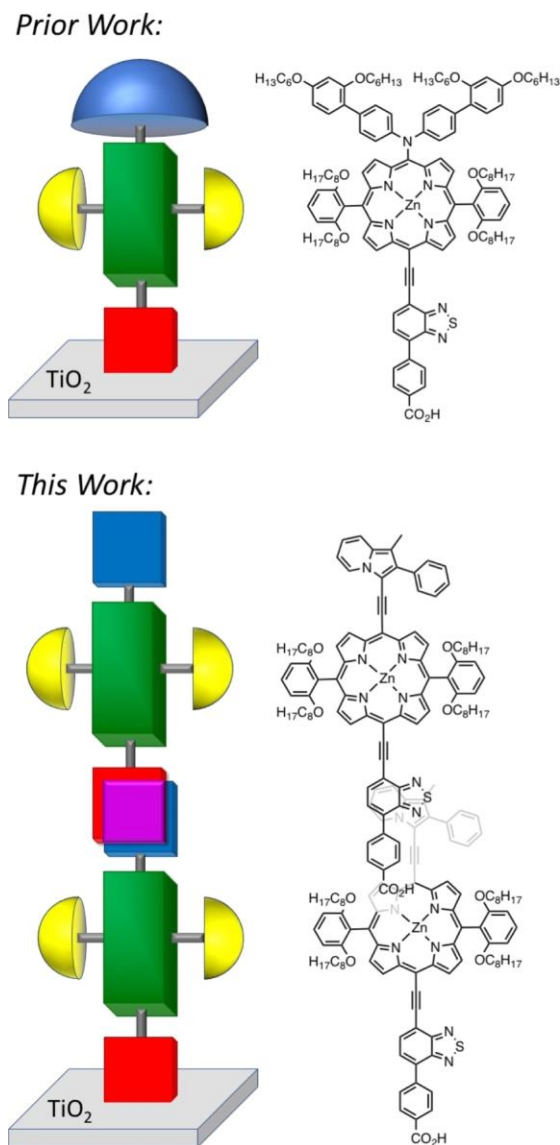 Prior Work:
H13C6O OC6H13 H13C6O OC6H13
N
H17C8O OC8H17
N N
Zn
N N
H17C8O OC8H17
N
S
N
TiO2
CO2H
This Work:
N
H17C8O OC8H17
N N
Zn
N N
H17C8O OC8H17
N
S
N
N
CO2H
H17C8O N OC8H17
Zn
N N
H17C8O OC8H17
N
S
N
TiO2
CO2H